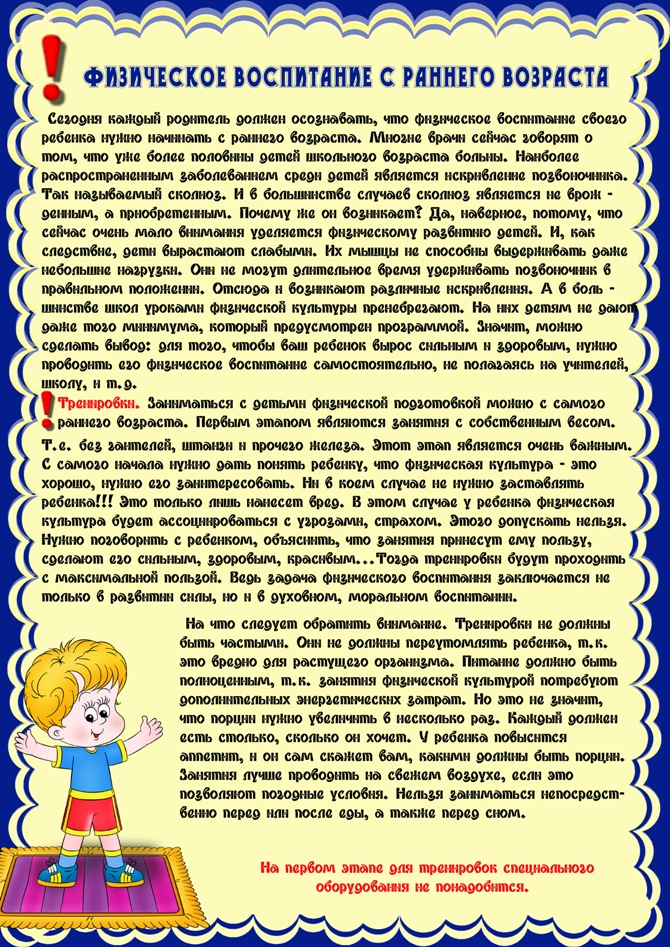 ФИЗИЧЕСКОЕ ВОСПИТАНИЕ С РАННЕГО ВОЗРАСТА
Сегодня каждый родитель должен осознавать, что физическое воспитание своего
ребенка нужно начинать с раннего возраста. Многие врачи сейчас говорят о
том, что уже более половины детей школьного возраста больны. Наиболее
распространенным заболеванием среди детей является искривление позвоночника.
Так называемый сколиоз. И в большинстве случаев сколиоз является не врож -
денным, а приобретенным. Почему же он возникает? Да, наверное, потому, что
сейчас очень мало внимания уделяется физическому развитию детей. И, как
следствие, дети вырастают слабыми. Их мышцы не способны выдерживать даже
небольшие нагрузки. Они не могут длительное время удерживать позвоночник в
правильном положении. Отсюда и возникают различные искривления. А в боль -
шинстве школ уроками физической культуры пренебрегают. На них детям не дают
даже того минимума, который предусмотрен программой. Значит, можно
сделать вывод: для того, чтобы ваш ребенок вырос сильным и здоровым, нужно
проводить его физическое воспитание самостоятельно, не полагаясь на учителей,
школу, и т.д.
Тренировки. Заниматься с детьми физической подготовкой можно с самого
раннего возраста. Первым этапом являются занятия с собственным весом.
Т.е. без гантелей, штанги и прочего железа. Этот этап является очень важным.
С самого начала нужно дать понять ребенку, что физическая культура - это
хорошо, нужно его заинтересовать. Ни в коем случае не нужно заставлять
ребенка!!! Это только лишь нанесет вред. В этом случае у ребенка физическая
культура будет ассоциироваться с угрозами, страхом. Этого допускать нельзя.
Нужно поговорить с ребенком, объяснить, что занятия принесут ему пользу,
сделают его сильным, здоровым, красивым...Тогда тренировки будут проходить
с максимальной пользой. Ведь задача физического воспитания заключается не
только в развитии силы, но и в духовном, моральном воспитании.
На что следует обратить внимание. Тренировки не должны
быть частыми. Они не должны переутомлять ребенка, т.к.
это вредно для растущего организма. Питание должно быть
полноценным, т.к. занятия физической культурой потребуют
дополнительных энергетических затрат. Но это не значит,
что порции нужно увеличить в несколько раз. Каждый должен
есть столько, сколько он хочет. У ребенка повысится
аппетит, и он сам скажет вам, какими должны быть порции.
Занятия лучше проводить на свежем воздухе, если это
позволяют погодные условия. Нельзя заниматься непосредст-
венно перед или после еды, а также перед сном.
На первом этапе для тренировок специального
оборудования не понадобится.